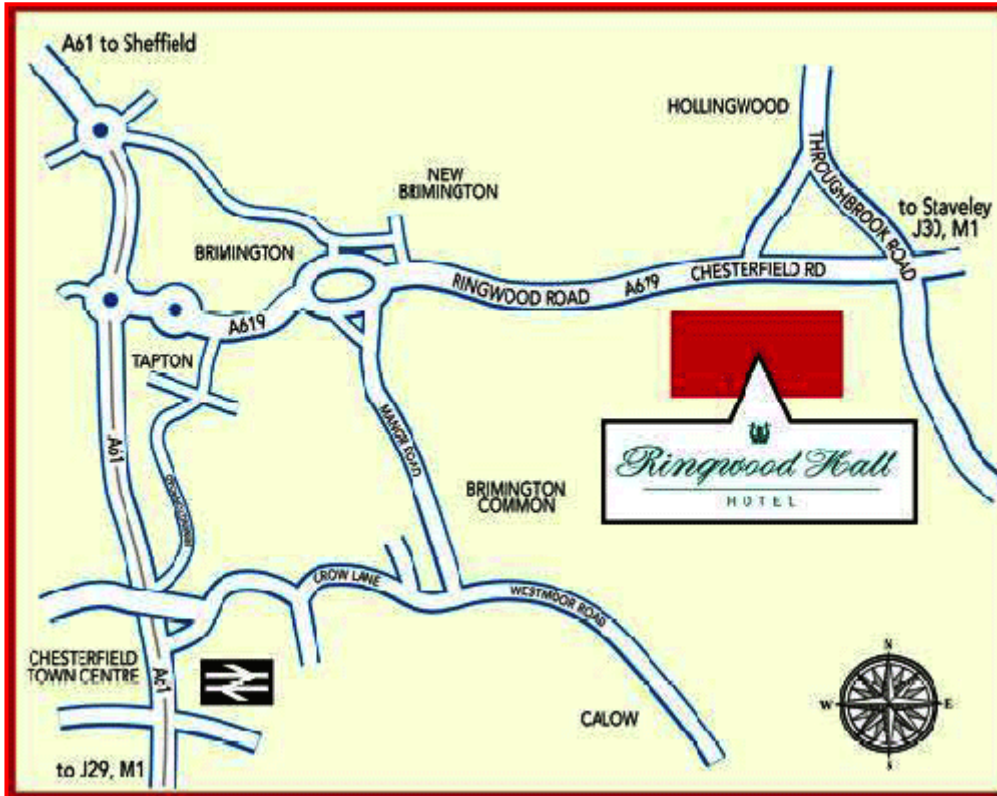 A61 to Sheffield
HOLLINGWOOD
THROUGHBROOK ROAD
NEW
BRIMINGTON
to Staveley
J30, M1
BRIMINGTON
RINGWOOD ROAD
A619
CHESTERFIELD RD
A619
TAPTON
A61
MANOR ROAD
Ringwood Hall
HOTEL
BRIMINGTON
COMMON
CROW LANE
WESTMOOR ROAD
CHESTERFIELD
TOWN CENTRE
A61
CALOW
N
W
E
S
to J29, M1